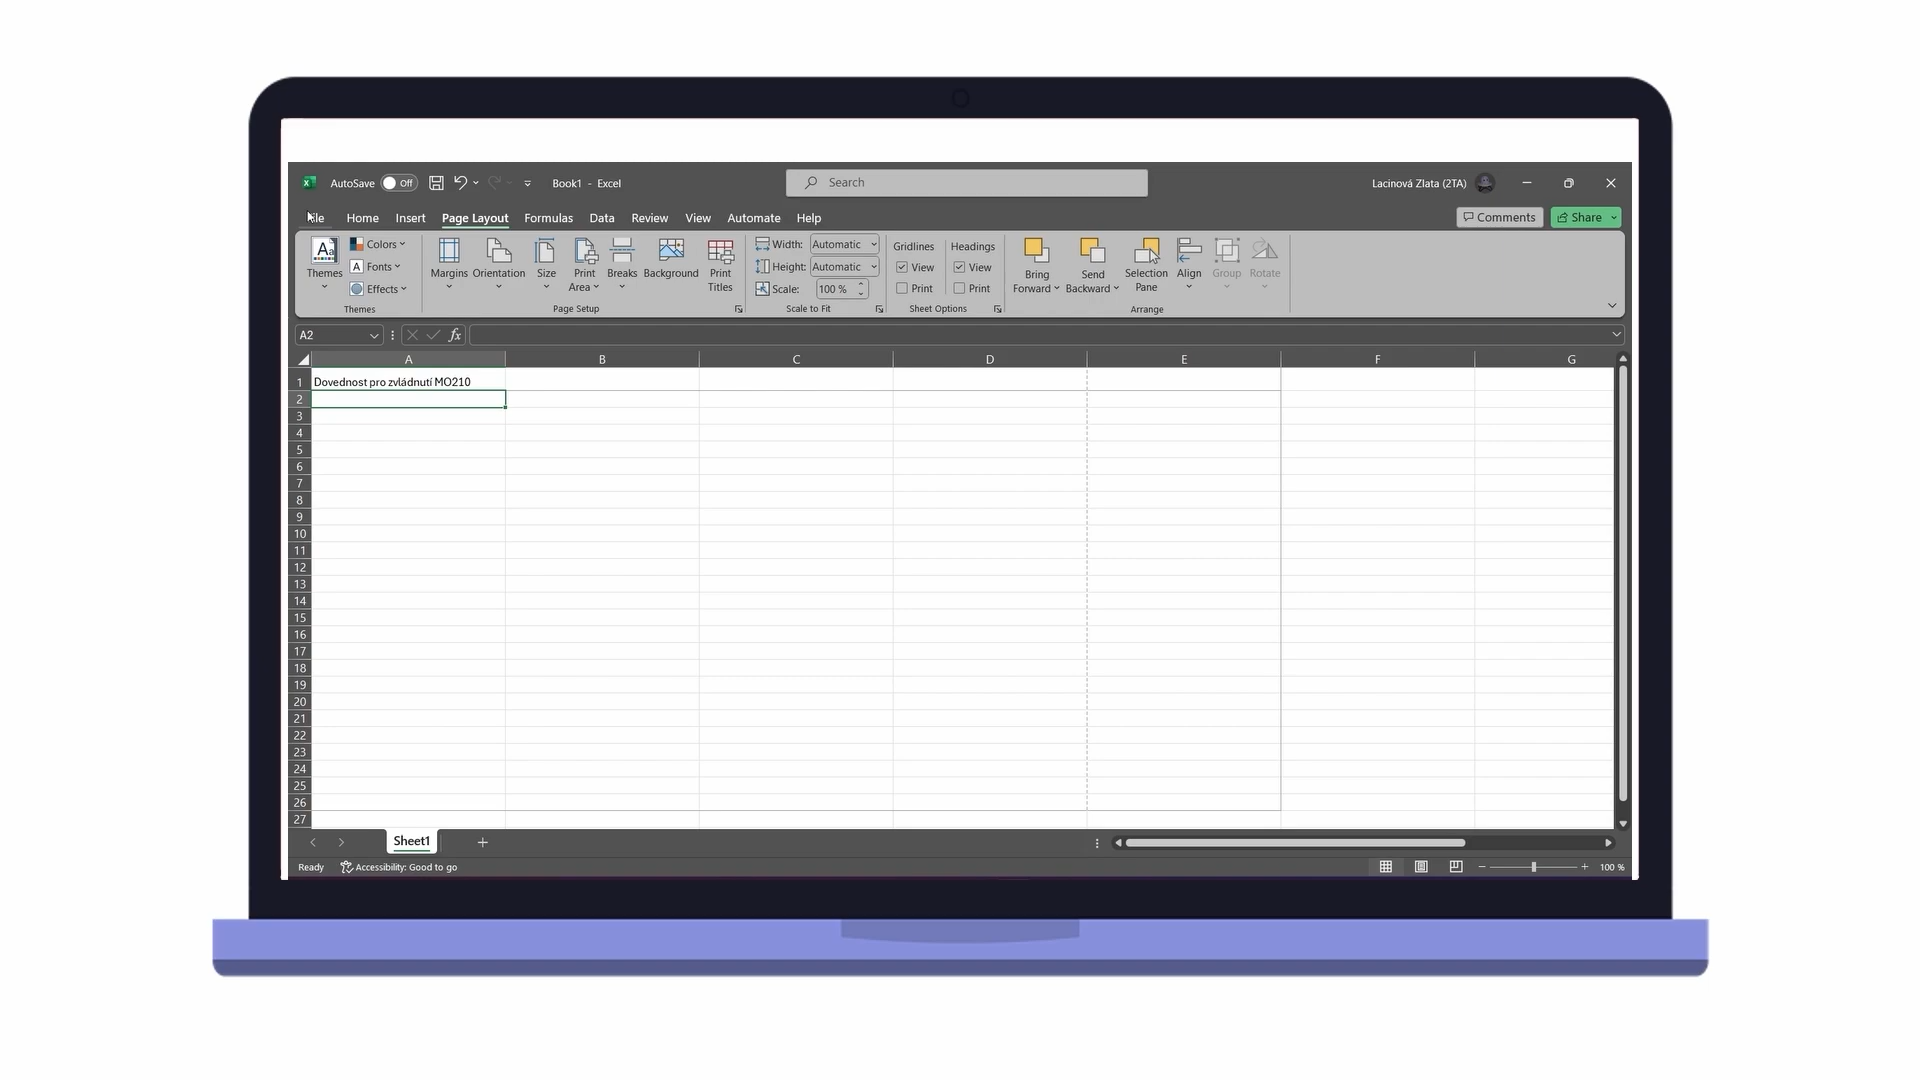 AutoSave Off Book1 - Excel Search Lacinová Zlata (2TA)
File Home Insert Page Layout Formulas Data Review View Automate Help Comments Share
Themes Colors Fonts Effects Themes
Margins Orientation Size Print Area Breaks Background Print Titles Page Setup
Width: Automatic Height: Automatic Scale: 100 % Scale to Fit
Gridlines View Print Headings View Print Sheet Options
Bring Forward Send Backward Selection Pane Align Group Rotate Arrange
A2 fx
A B C D E F G
1 Dovednost pro zvládnutí MO210
2
3
4
5
6
7
8
9
10
11
12
13
14
15
16
17
18
19
20
21
22
23
24
25
26
27
Sheet1
Ready Accessibility: Good to go 100 %